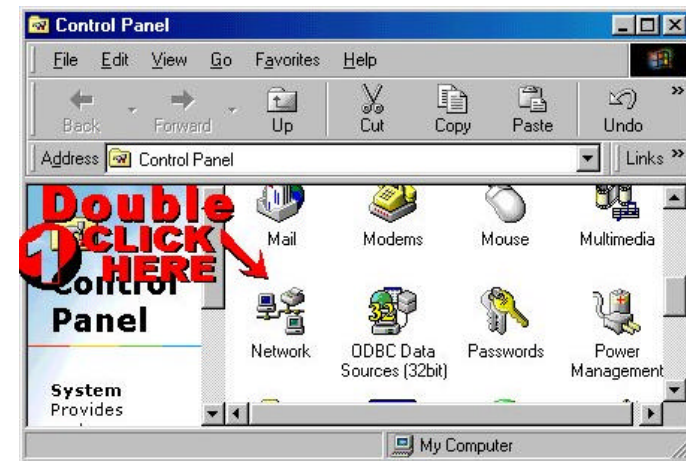 Control Panel
File Edit View Go Favorites Help
Back Forward Up Cut Copy Paste Undo »
Address Control Panel Links »
Double
1 CLICK
HERE
Control
Panel
System
Provides
Mail Modems Mouse Multimedia
32
Network ODBC Data Sources (32bit) Passwords Power Management
My Computer